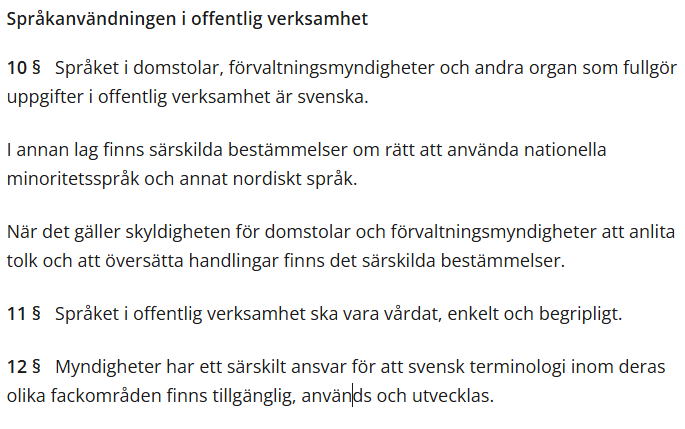 Språkanvändningen i offentlig verksamhet
10 § Språket i domstolar, förvaltningsmyndigheter och andra organ som fullgör
uppgifter i offentlig verksamhet är svenska.
I annan lag finns särskilda bestämmelser om rätt att använda nationella
minoritetsspråk och annat nordiskt språk.
När det gäller skyldigheten för domstolar och förvaltningsmyndigheter att anlita
tolk och att översätta handlingar finns det särskilda bestämmelser.
11 § Språket i offentlig verksamhet ska vara vårdat, enkelt och begripligt.
12 § Myndigheter har ett särskilt ansvar för att svensk terminologi inom deras
olika fackområden finns tillgänglig, används och utvecklas.